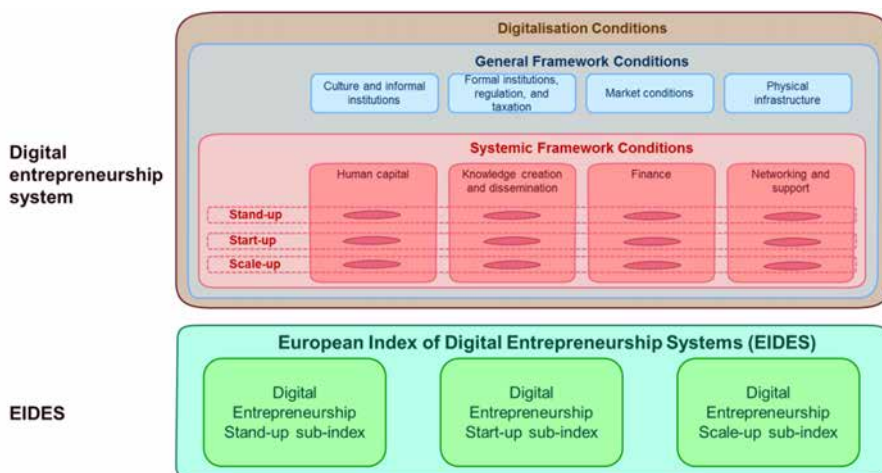 Digitalisation Conditions
General Framework Conditions
Culture and informal
institutions
Formal institutions,
regulation, and
taxation
Market conditions
Physical
infrastructure
Digital
entrepreneurship
system
Systemic Framework Conditions
Human capital
Knowledge creation
and dissemination
Finance
Networking and
support
Stand-up
Start-up
Scale-up
European Index of Digital Entrepreneurship Systems (EIDES)
EIDES
Digital
Entrepreneurship
Stand-up sub-index
Digital
Entrepreneurship
Start-up sub-index
Digital
Entrepreneurship
Scale-up sub-index